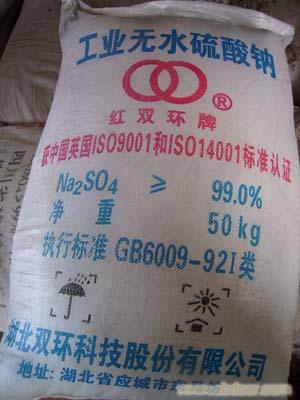 工业无水硫酸钠
®
红双环牌
获中国英国ISO9001和ISO14001标准认证
Na₂SO₄ ≥ 99.0%
净重 50kg
执行标准 GB6009-92Ⅰ类
湖北双环科技股份有限公司
地址:湖北省应城市